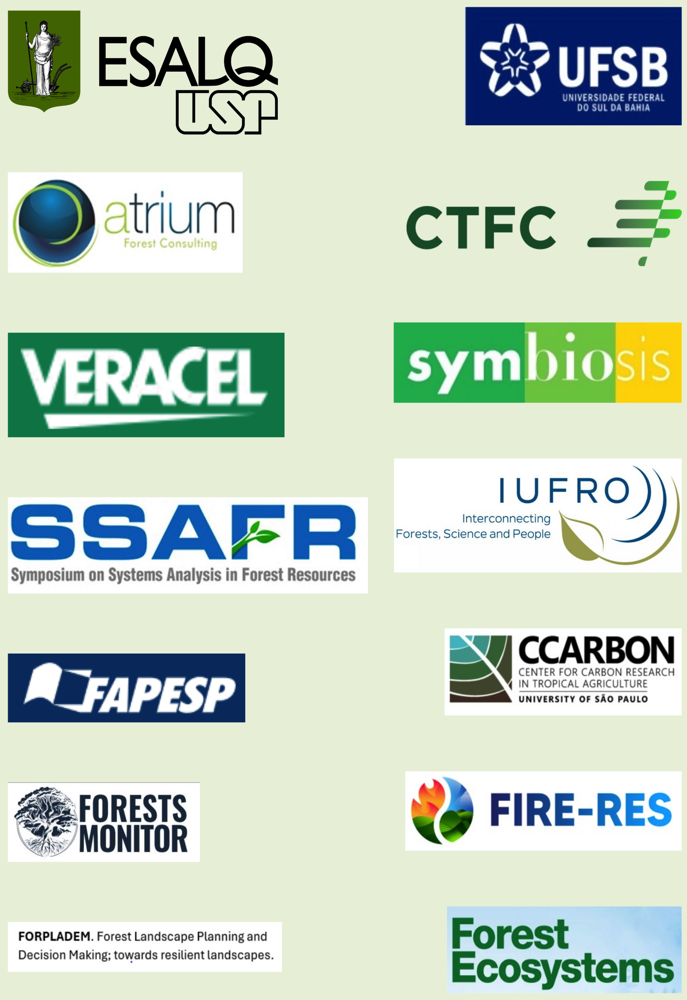 ESALQ
USP
UFSB
UNIVERSIDADE FEDERAL
DO SUL DA BAHIA
atrium
Forest Consulting
CTFC
VERACEL
symbiosis
SSAFR
Symposium on Systems Analysis in Forest Resources
IUFRO
Interconnecting
Forests, Science and People
FAPESP
CCARBON
CENTER FOR CARBON RESEARCH
IN TROPICAL AGRICULTURE
UNIVERSITY OF SÃO PAULO
FORESTS
MONITOR
FIRE-RES
FORPLADEM. Forest Landscape Planning and
Decision Making; towards resilient landscapes.
Forest
Ecosystems